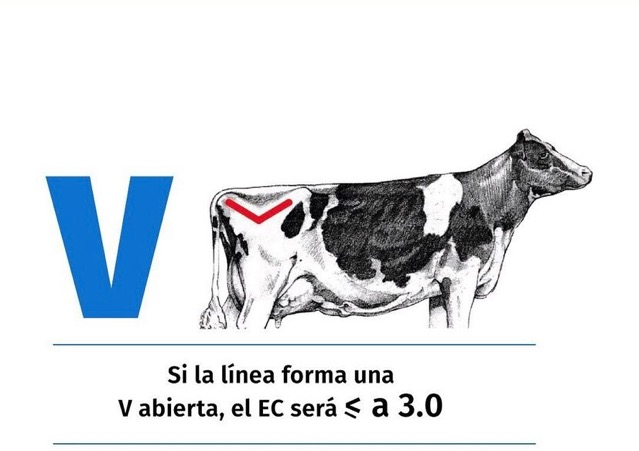 V
Si la línea forma una
V abierta, el EC será ⩽ a 3.0